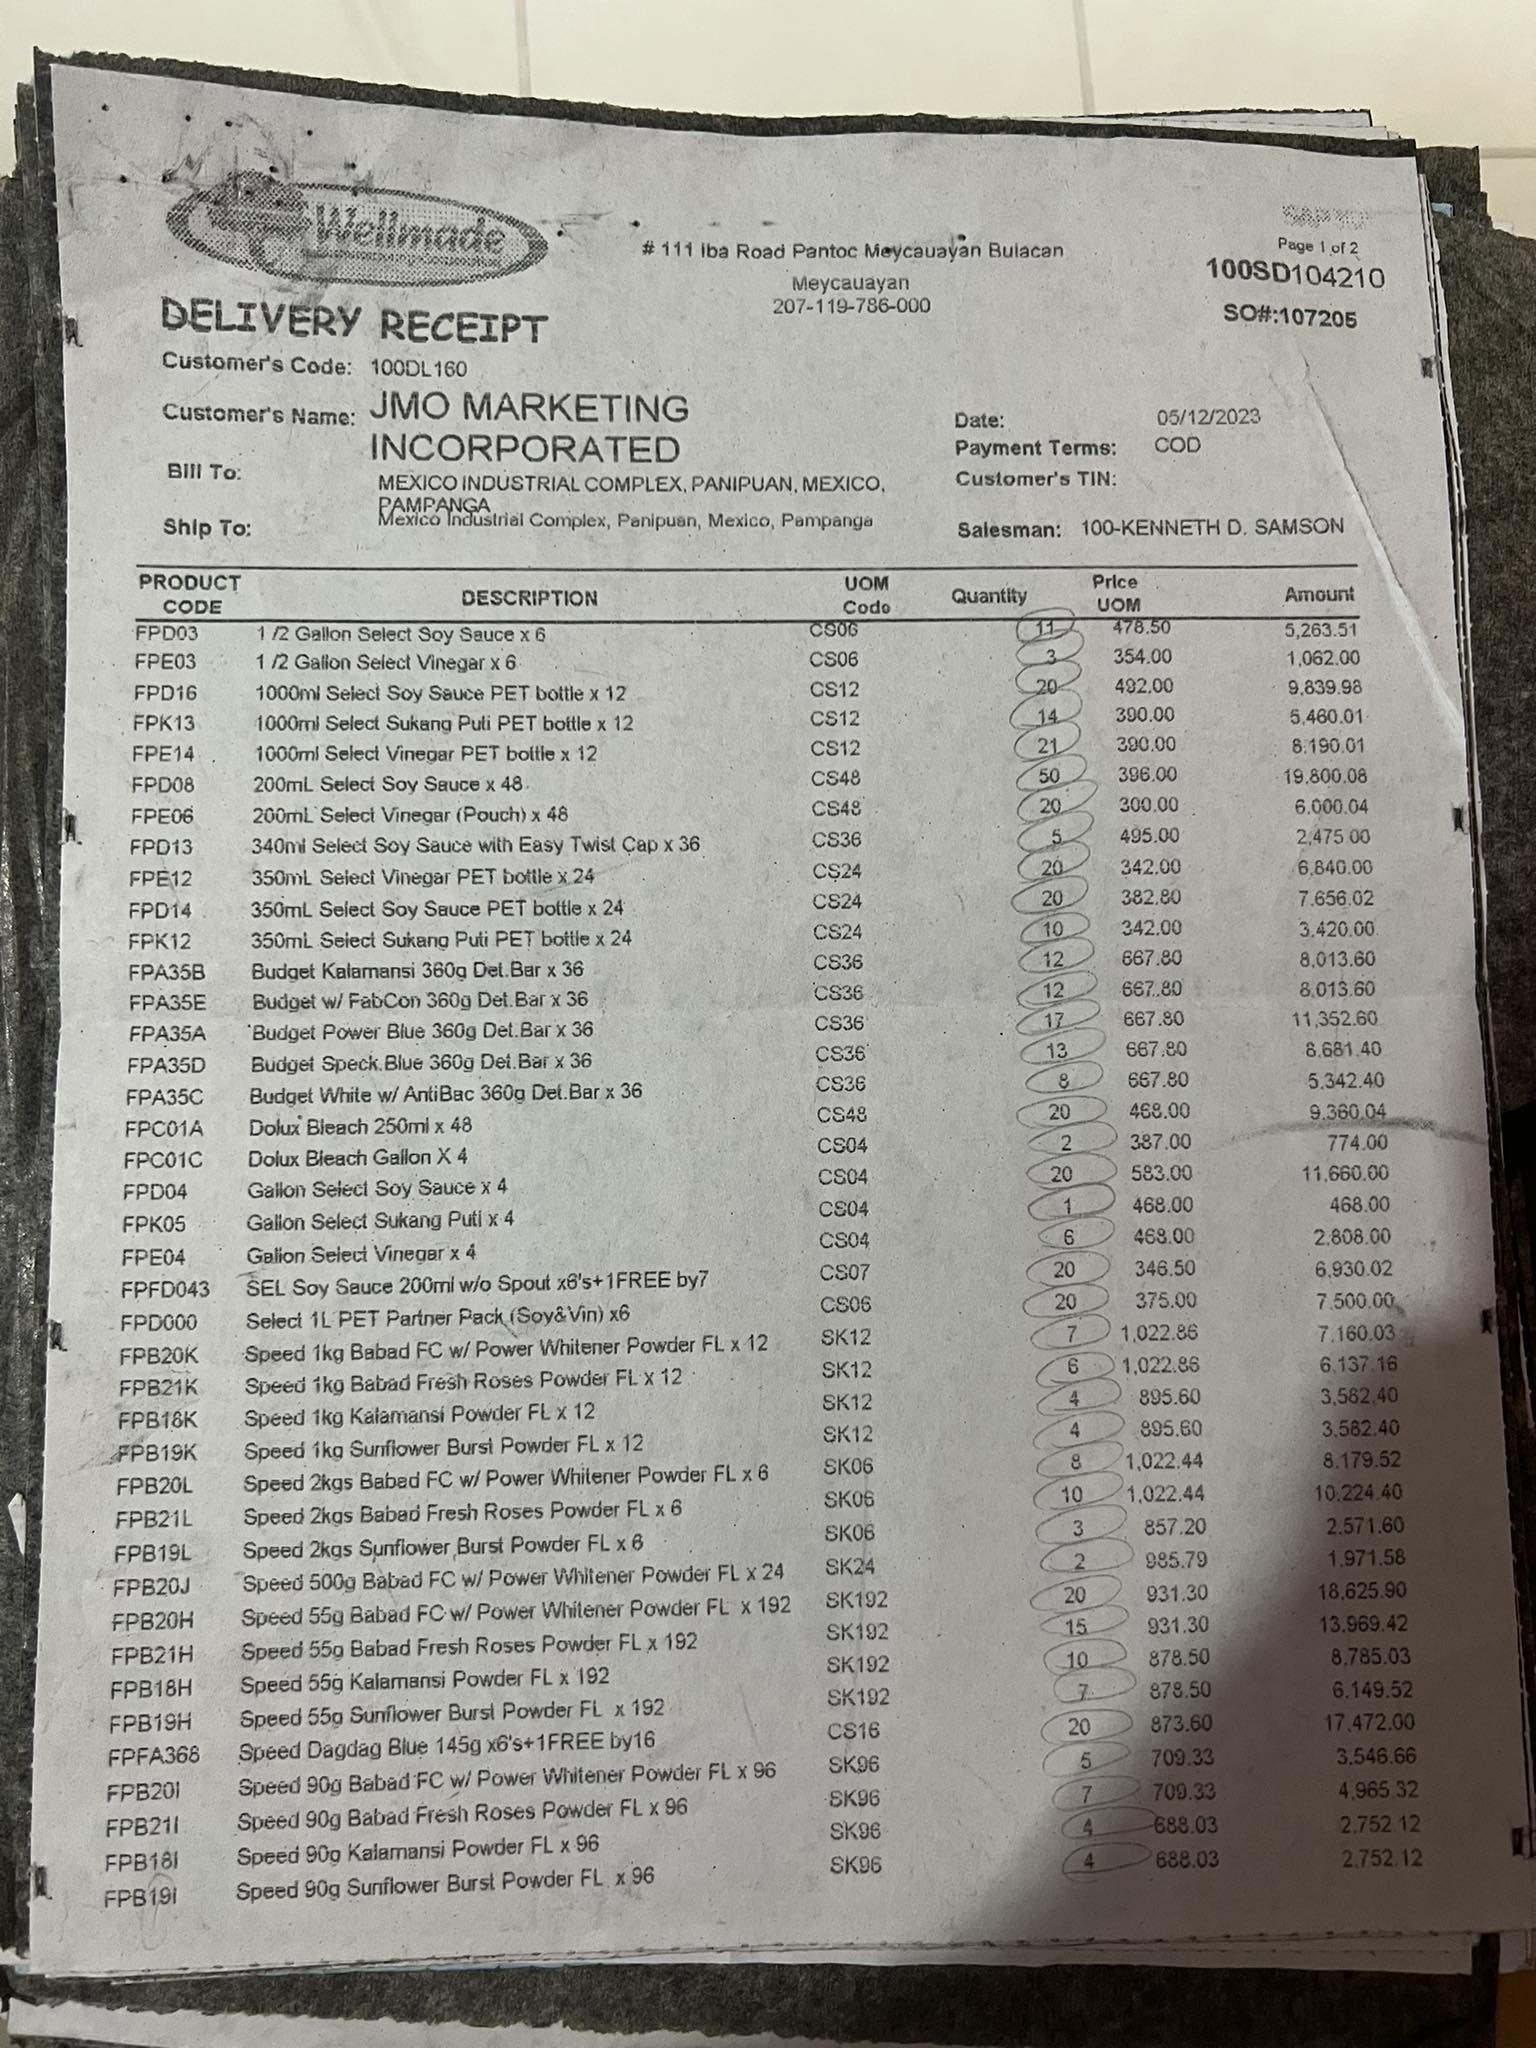 Wellmade
# 111 Iba Road Pantoc Meycauayan Bulacan
Meycauayan
207-119-786-000
Page 1 of 2
100SD104210
SO#:107205
DELIVERY RECEIPT
Customer's Code: 100DL160
Customer's Name: JMO MARKETING INCORPORATED
Date: 05/12/2023
Payment Terms: COD
Bill To: MEXICO INDUSTRIAL COMPLEX, PANIPUAN, MEXICO, PAMPANGA
Customer's TIN:
Ship To: Mexico Industrial Complex, Panipuan, Mexico, Pampanga
Salesman: 100-KENNETH D. SAMSON
PRODUCT CODE DESCRIPTION UOM Code Quantity Price UOM Amount
FPD03 1 /2 Gallon Select Soy Sauce x 6 CS06 11 478.50 5,263.51
FPE03 1 /2 Gallon Select Vinegar x 6 CS06 3 354.00 1,062.00
FPD16 1000ml Select Soy Sauce PET bottle x 12 CS12 20 492.00 9,839.98
FPK13 1000ml Select Sukang Puti PET bottle x 12 CS12 14 390.00 5,460.01
FPE14 1000ml Select Vinegar PET bottle x 12 CS12 21 390.00 8,190.01
FPD08 200mL Select Soy Sauce x 48 CS48 50 396.00 19,800.08
FPE06 200mL Select Vinegar (Pouch) x 48 CS48 20 300.00 6,000.04
FPD13 340ml Select Soy Sauce with Easy Twist Cap x 36 CS36 5 495.00 2,475.00
FPE12 350mL Select Vinegar PET bottle x 24 CS24 20 342.00 6,840.00
FPD14 350mL Select Soy Sauce PET bottle x 24 CS24 20 382.80 7,656.02
FPK12 350mL Select Sukang Puti PET bottle x 24 CS24 10 342.00 3,420.00
FPA35B Budget Kalamansi 360g Det.Bar x 36 CS36 12 667.80 8,013.60
FPA35E Budget w/ FabCon 360g Det.Bar x 36 CS36 12 667.80 8,013.60
FPA35A Budget Power Blue 360g Det.Bar x 36 CS36 17 667.80 11,352.60
FPA35D Budget Speck.Blue 360g Det.Bar x 36 CS36 13 667.80 8,681.40
FPA35C Budget White w/ AntiBac 360g Det.Bar x 36 CS36 8 667.80 5,342.40
FPC01A Dolux Bleach 250ml x 48 CS48 20 468.00 9,360.04
FPC01C Dolux Bleach Gallon X 4 CS04 2 387.00 774.00
FPD04 Gallon Select Soy Sauce x 4 CS04 20 583.00 11,660.00
FPK05 Gallon Select Sukang Puti x 4 CS04 1 468.00 468.00
FPE04 Gallon Select Vinegar x 4 CS04 6 468.00 2,808.00
FPFD043 SEL Soy Sauce 200ml w/o Spout x6's+1FREE by7 CS07 20 346.50 6,930.02
FPD000 Select 1L PET Partner Pack (Soy&Vin) x6 CS06 20 375.00 7,500.00
FPB20K Speed 1kg Babad FC w/ Power Whitener Powder FL x 12 SK12 7 1,022.86 7,160.03
FPB21K Speed 1kg Babad Fresh Roses Powder FL x 12 SK12 6 1,022.86 6,137.16
FPB18K Speed 1kg Kalamansi Powder FL x 12 SK12 4 895.60 3,582.40
FPB19K Speed 1kg Sunflower Burst Powder FL x 12 SK12 4 895.60 3,582.40
FPB20L Speed 2kgs Babad FC w/ Power Whitener Powder FL x 6 SK06 8 1,022.44 8,179.52
FPB21L Speed 2kgs Babad Fresh Roses Powder FL x 6 SK06 10 1,022.44 10,224.40
FPB19L Speed 2kgs Sunflower Burst Powder FL x 6 SK06 3 857.20 2,571.60
FPB20J Speed 500g Babad FC w/ Power Whitener Powder FL x 24 SK24 2 985.79 1,971.58
FPB20H Speed 55g Babad FC w/ Power Whitener Powder FL x 192 SK192 20 931.30 18,625.90
FPB21H Speed 55g Babad Fresh Roses Powder FL x 192 SK192 15 931.30 13,969.42
FPB18H Speed 55g Kalamansi Powder FL x 192 SK192 10 878.50 8,785.03
FPB19H Speed 55g Sunflower Burst Powder FL x 192 SK192 7 878.50 6,149.52
FPFA368 Speed Dagdag Blue 145g x6's+1FREE by16 CS16 20 873.60 17,472.00
FPB20I Speed 90g Babad FC w/ Power Whitener Powder FL x 96 SK96 5 709.33 3,546.66
FPB21I Speed 90g Babad Fresh Roses Powder FL x 96 SK96 7 709.33 4,965.32
FPB18I Speed 90g Kalamansi Powder FL x 96 SK96 4 688.03 2,752.12
FPB19I Speed 90g Sunflower Burst Powder FL x 96 SK96 4 688.03 2,752.12